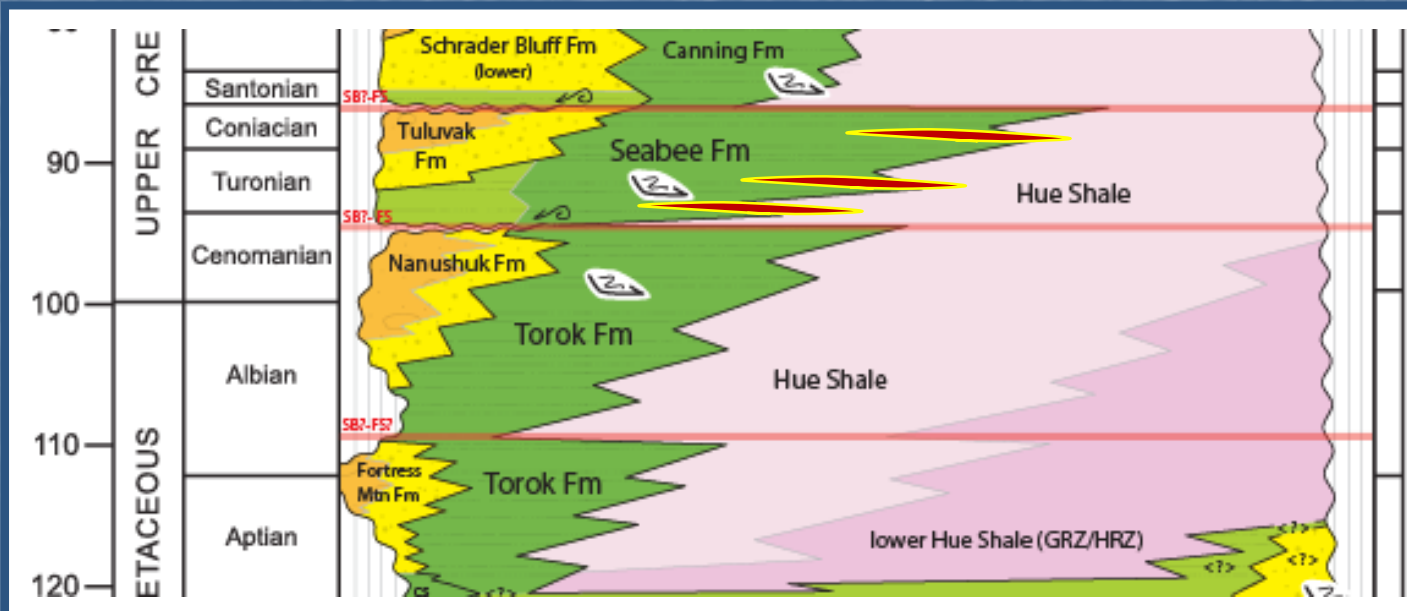 UPPER CRE
ETACEOUS
90
100
110
120
Santonian
Coniacian
Turonian
Cenomanian
Albian
Aptian
Schrader Bluff Fm
(lower)
Canning Fm
SB?-FS
Tuluvak
Fm
Seabee Fm
Hue Shale
SB?-FS
Nanushuk Fm
Torok Fm
Hue Shale
SB?-FS?
Fortress
Mtn Fm
Torok Fm
lower Hue Shale (GRZ/HRZ)
<?>
<?>
<?>
<?>